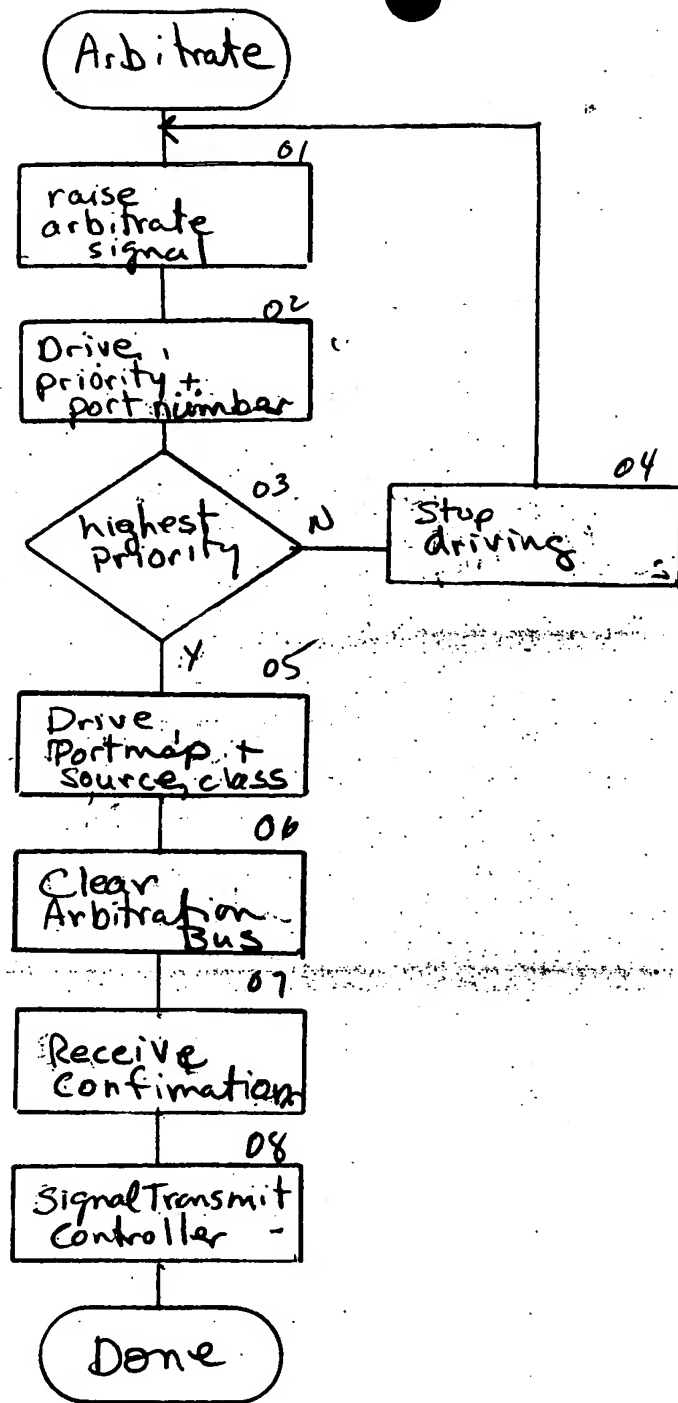 Arbitrate
01
raise
arbitrate
signal
02
Drive
priority +
port number
03
highest
priority
N
04
Stop
driving
Y
05
Drive
Portmap +
source, class
06
Clear
Arbitration
Bus
07
Receive
Confimation
08
Signal Transmit
Controller
Done